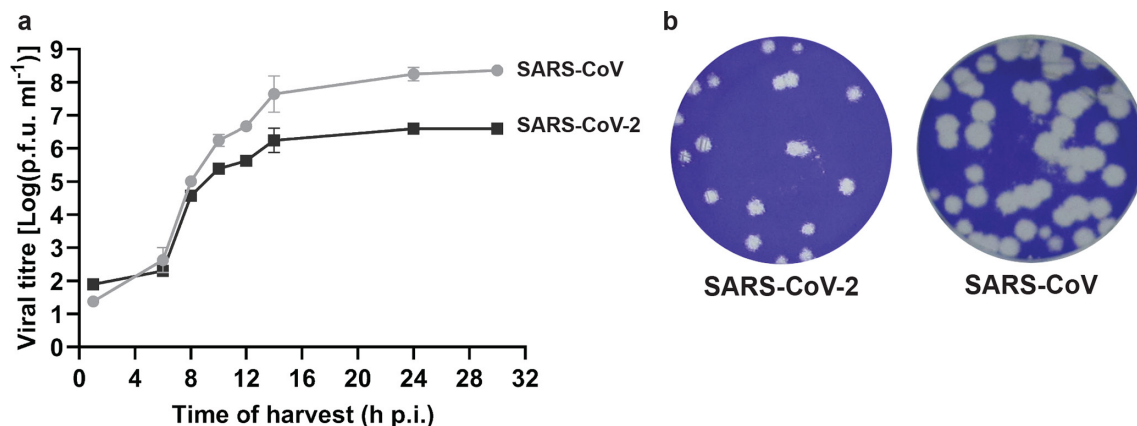 a
Viral titre [Log(p.f.u. ml⁻¹)]
9
8
7
6
5
4
3
2
1
0
0 4 8 12 16 20 24 28 32
Time of harvest (h p.i.)
SARS-CoV
SARS-CoV-2
b
SARS-CoV-2
SARS-CoV